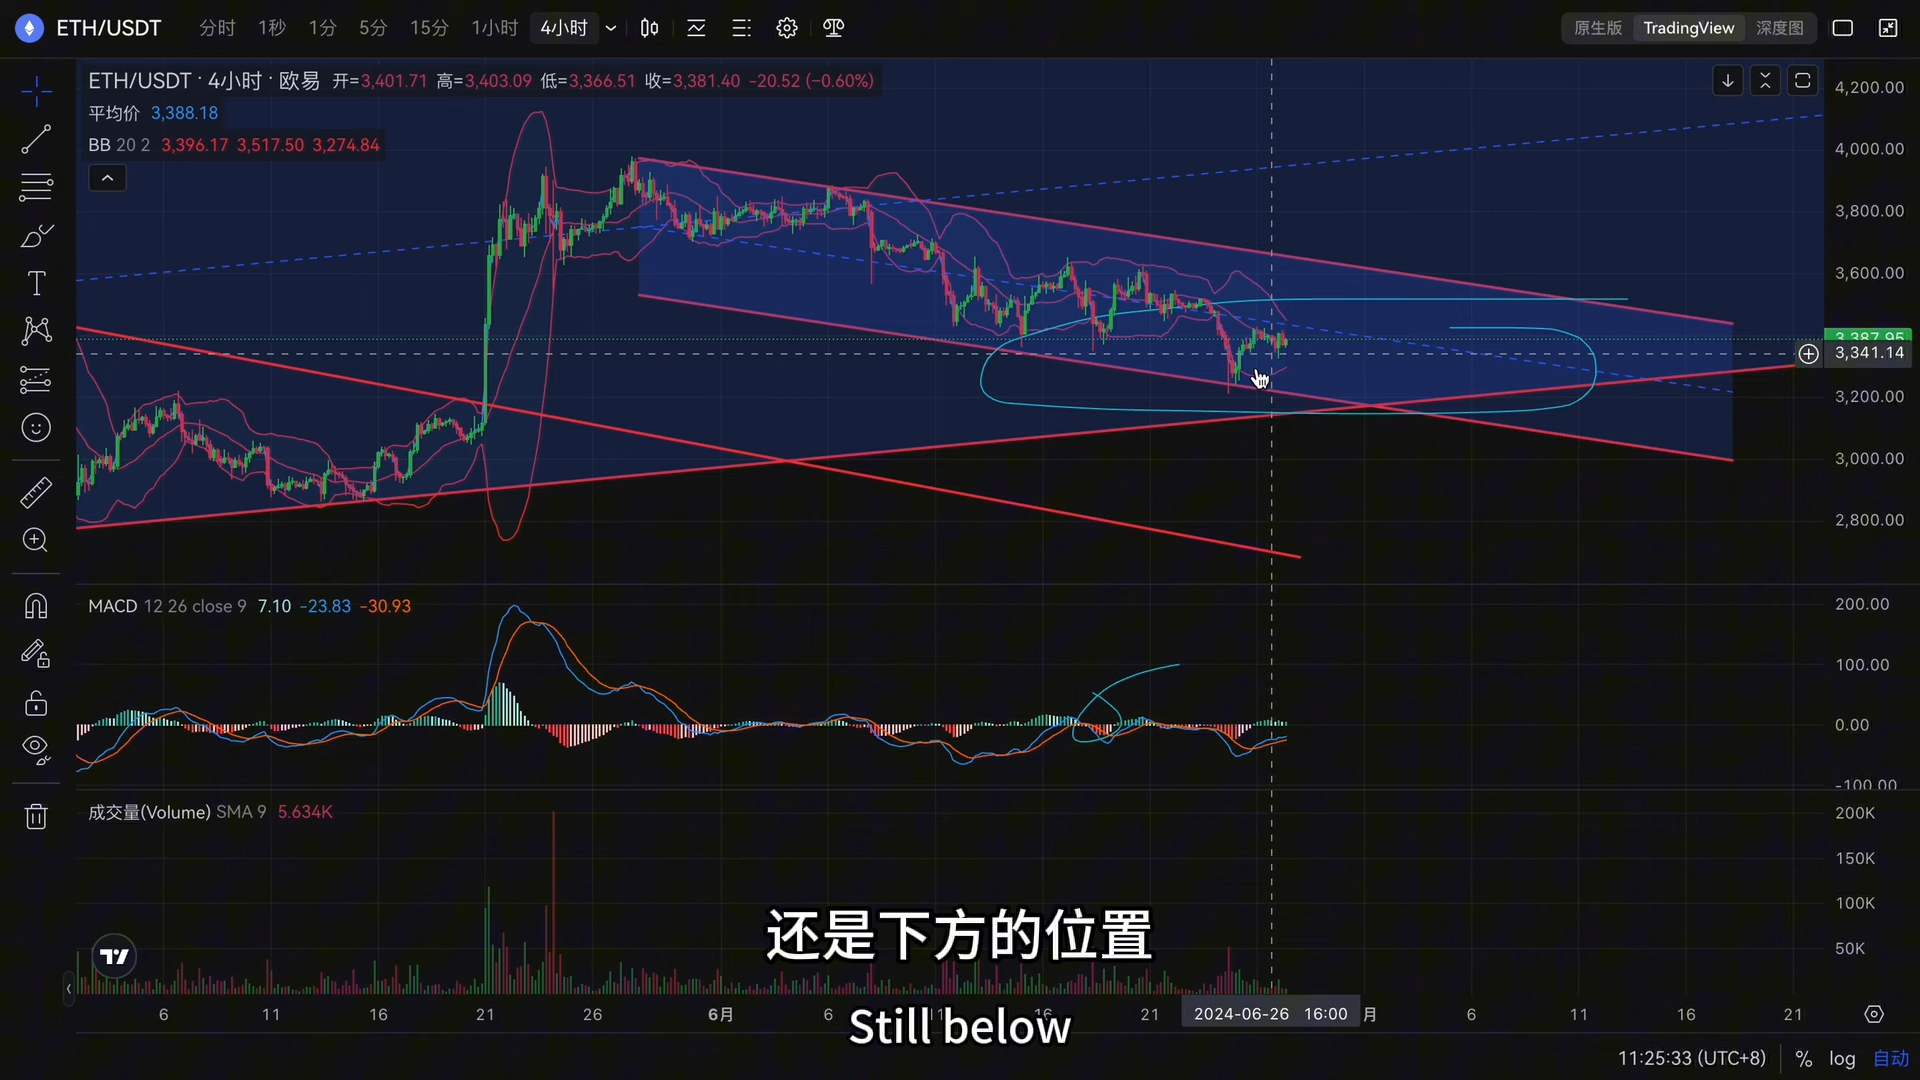 ETH/USDT 分时 1秒 1分 5分 15分 1小时 4小时 原生版 TradingView 深度图
ETH/USDT · 4小时 · 欧易 开=3,401.71 高=3,403.09 低=3,366.51 收=3,381.40 -20.52 (−0.60%)
平均价 3,388.18
BB 20 2 3,396.17 3,517.50 3,274.84
4,200.00
4,000.00
3,800.00
3,600.00
3,387.95
3,341.14
3,200.00
3,000.00
2,800.00
MACD 12 26 close 9 7.10 −23.83 −30.93
200.00
100.00
0.00
-100.00
成交量(Volume) SMA 9 5.634K
200K
150K
100K
50K
还是下方的位置
6 11 16 21 26 6月 6 11 16 21 2024-06-26 16:00 月 6 11 16 21
Still below
11:25:33 (UTC+8) % log 自动